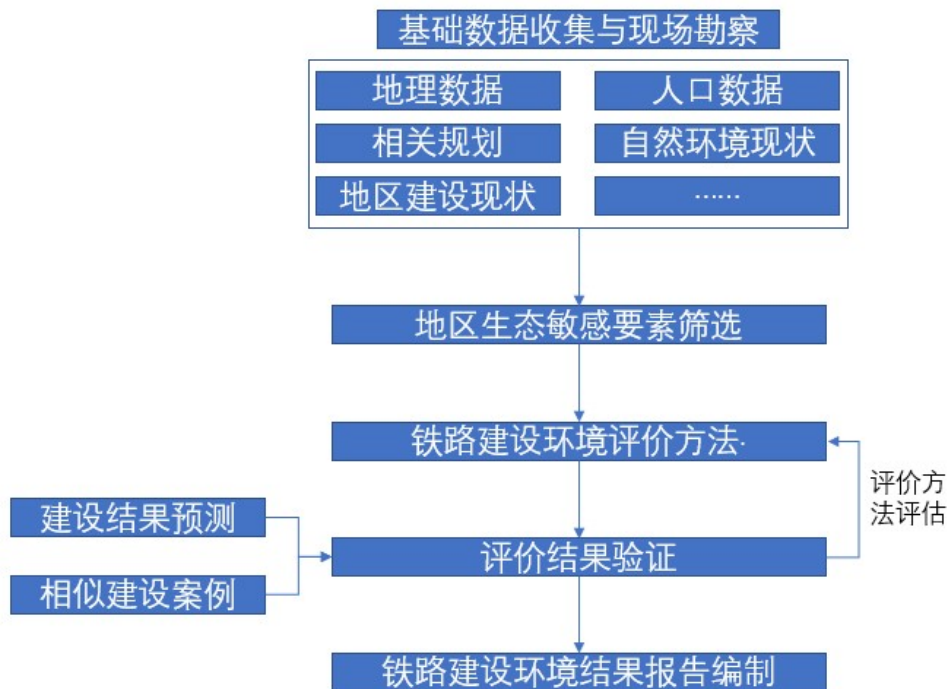 基础数据收集与现场勘察
地理数据
人口数据
相关规划
自然环境现状
地区建设现状
……
地区生态敏感要素筛选
铁路建设环境评价方法.
评价方
法评估
建设结果预测
评价结果验证
相似建设案例
铁路建设环境结果报告编制